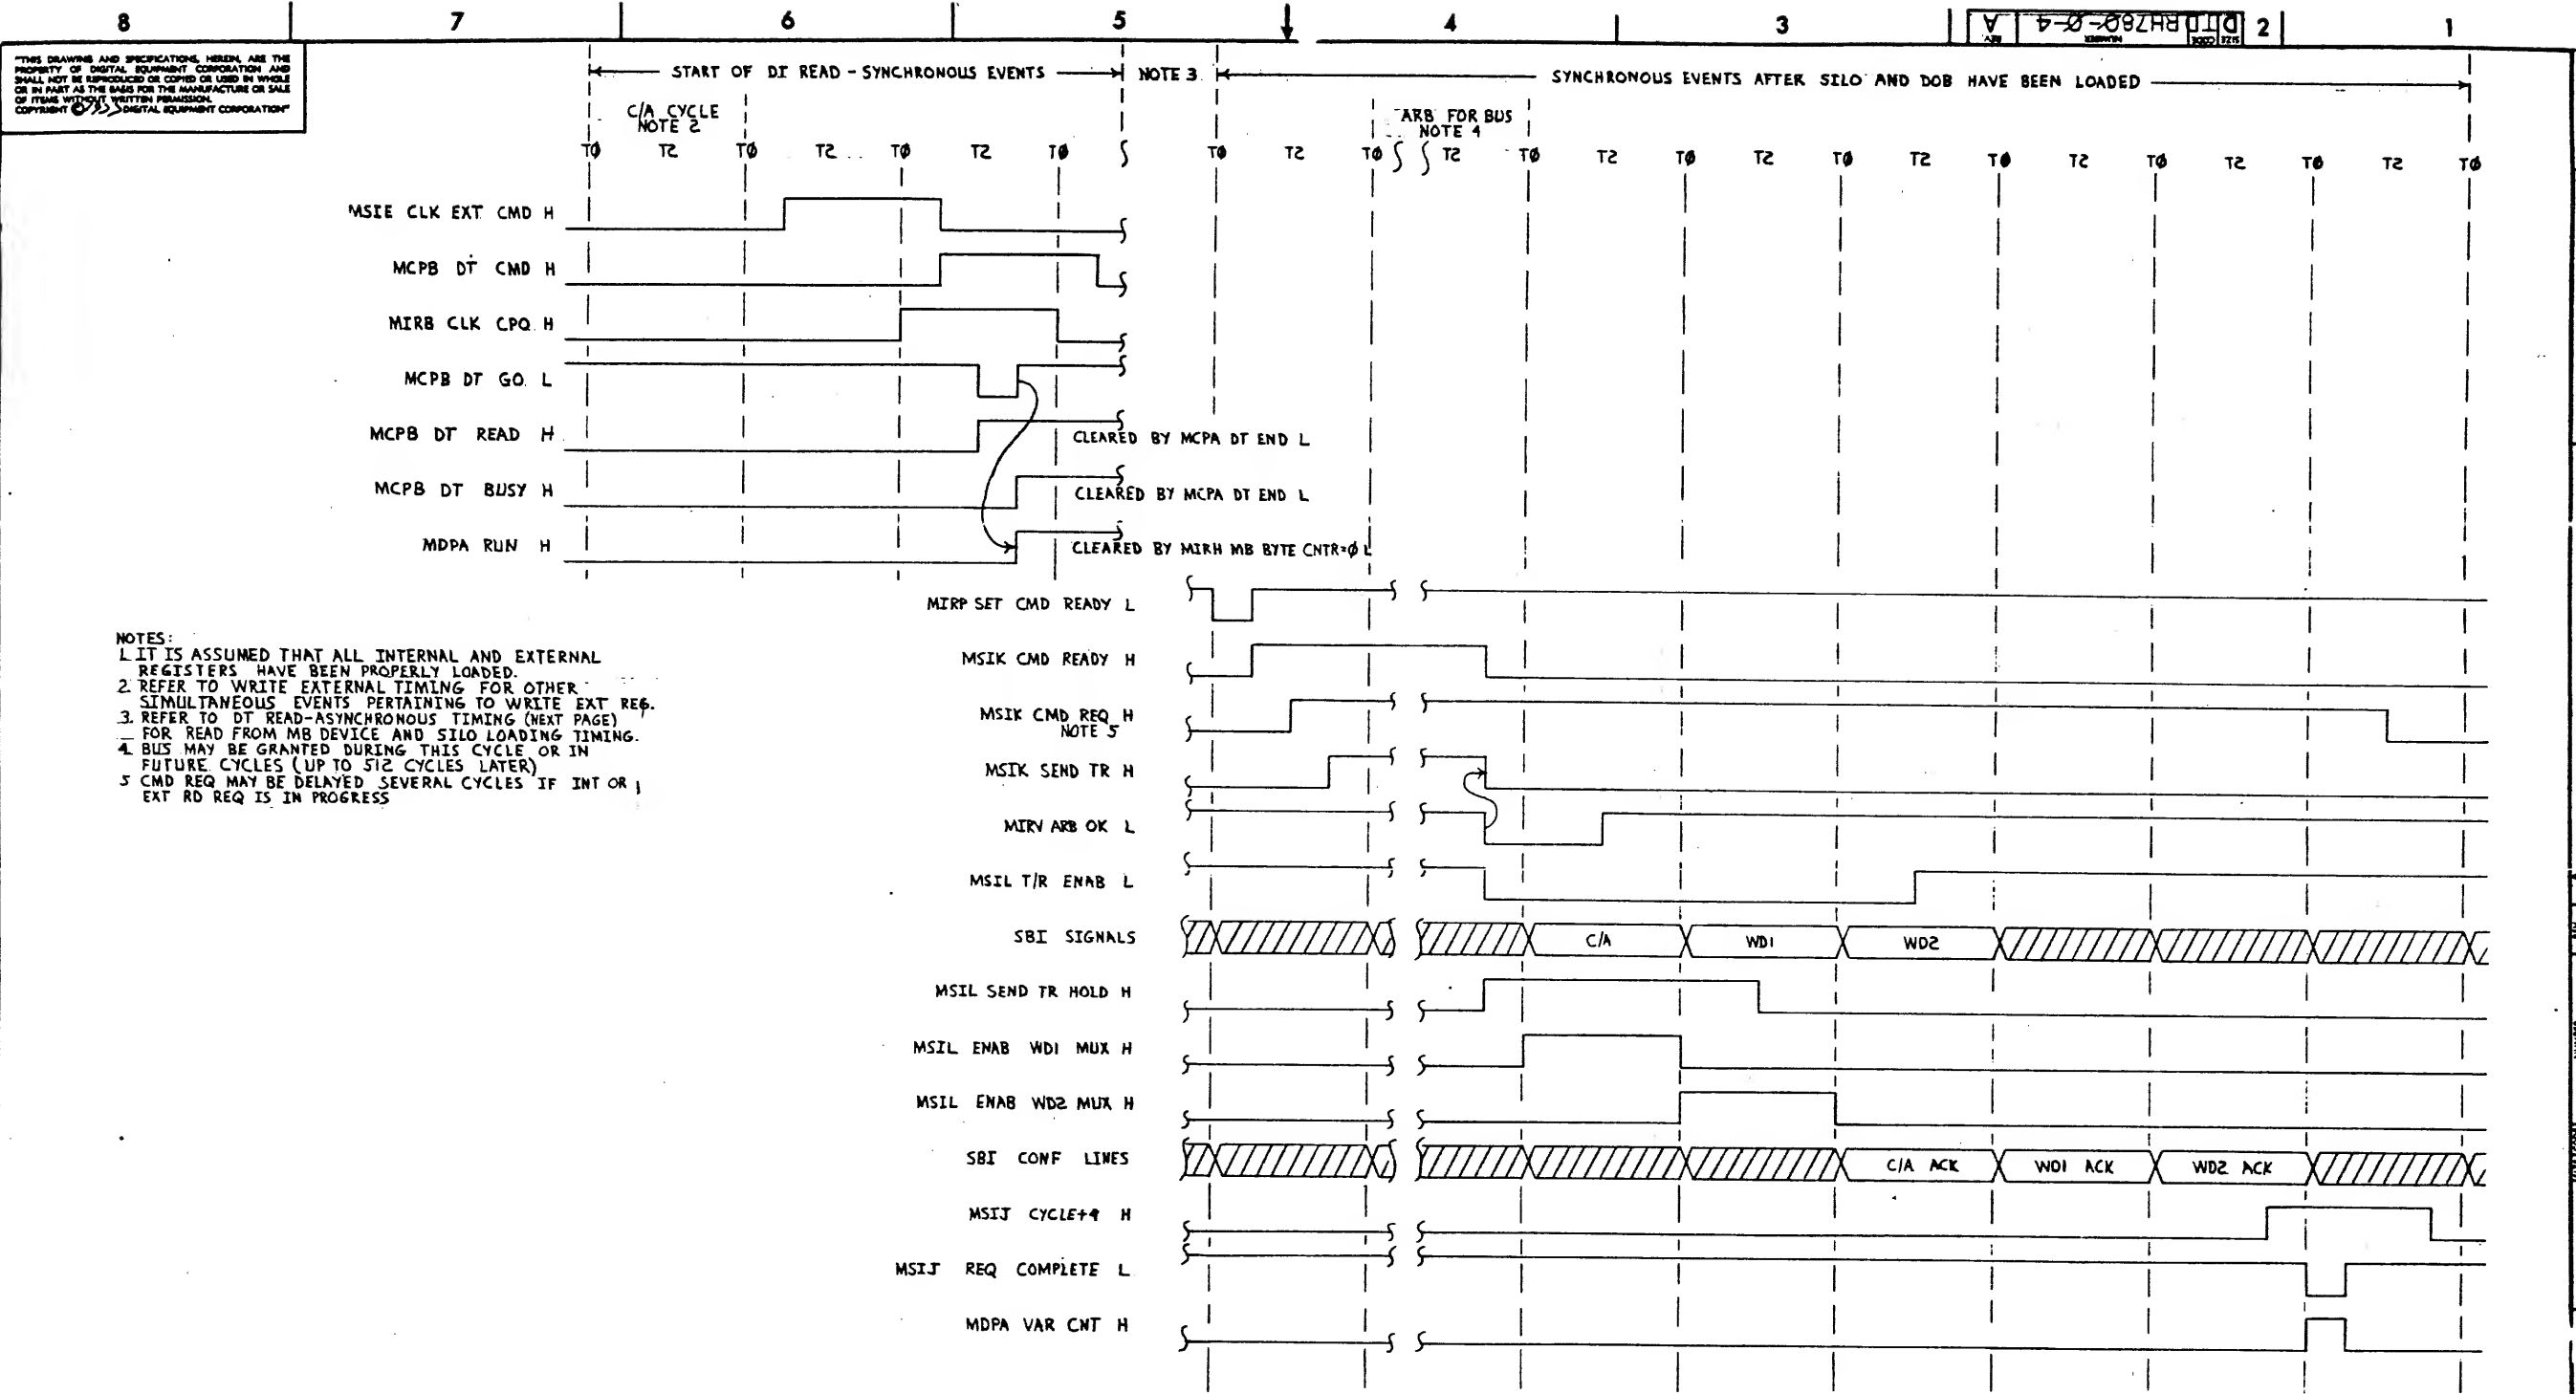 8 7 6 5 4 3 2 1
SIZE CODE NUMBER REV
D TD RH780-0-4 A
"THIS DRAWING AND SPECIFICATIONS, HEREIN, ARE THE
PROPERTY OF DIGITAL EQUIPMENT CORPORATION AND
SHALL NOT BE REPRODUCED OR COPIED OR USED IN WHOLE
OR IN PART AS THE BASIS FOR THE MANUFACTURE OR SALE
OF ITEMS WITHOUT WRITTEN PERMISSION.
COPYRIGHT © DIGITAL EQUIPMENT CORPORATION"
START OF DT READ - SYNCHRONOUS EVENTS
NOTE 3
SYNCHRONOUS EVENTS AFTER SILO AND DOB HAVE BEEN LOADED
C/A CYCLE
NOTE 2
ARB FOR BUS
NOTE 4
TØ T2 TØ T2 TØ T2 TØ TØ T2 TØ T2 TØ T2 TØ T2 TØ T2 TØ T2 TØ T2 TØ T2 TØ
MSIE CLK EXT CMD H
MCPB DT CMD H
MIRB CLK CPQ H
MCPB DT GO L
MCPB DT READ H
CLEARED BY MCPA DT END L
MCPB DT BUSY H
CLEARED BY MCPA DT END L
MDPA RUN H
CLEARED BY MIRH MB BYTE CNTR=Ø L
MIRP SET CMD READY L
MSIK CMD READY H
MSIK CMD REQ H
NOTE 5
MSIK SEND TR H
MIRV ARB OK L
MSIL T/R ENAB L
SBI SIGNALS
C/A WD1 WD2
MSIL SEND TR HOLD H
MSIL ENAB WD1 MUX H
MSIL ENAB WD2 MUX H
SBI CONF LINES
C/A ACK WD1 ACK WD2 ACK
MSIJ CYCLE+4 H
MSIJ REQ COMPLETE L
MDPA VAR CNT H
NOTES:
1. IT IS ASSUMED THAT ALL INTERNAL AND EXTERNAL
REGISTERS HAVE BEEN PROPERLY LOADED.
2. REFER TO WRITE EXTERNAL TIMING FOR OTHER
SIMULTANEOUS EVENTS PERTAINING TO WRITE EXT REG.
3. REFER TO DT READ-ASYNCHRONOUS TIMING (NEXT PAGE)
FOR READ FROM MB DEVICE AND SILO LOADING TIMING.
4. BUS MAY BE GRANTED DURING THIS CYCLE OR IN
FUTURE CYCLES (UP TO 512 CYCLES LATER)
5 CMD REQ MAY BE DELAYED SEVERAL CYCLES IF INT OR
EXT RD REQ IS IN PROGRESS